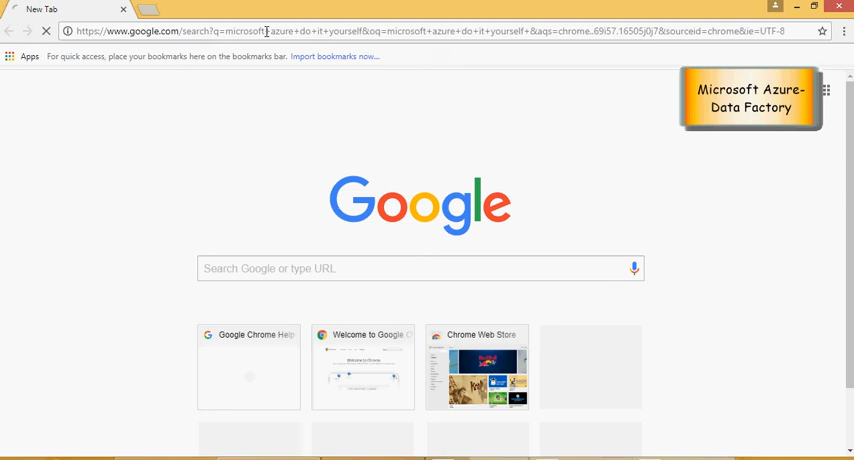 New Tab
https://www.google.com/search?q=microsoft+azure+do+it+yourself&oq=microsoft+azure+do+it+yourself+&aqs=chrome..69i57.16505j0j7&sourceid=chrome&ie=UTF-8
Apps For quick access, place your bookmarks here on the bookmarks bar. Import bookmarks now...
Microsoft Azure-
Data Factory
Google
Search Google or type URL
Google Chrome Help
Welcome to Google C
Chrome Web Store